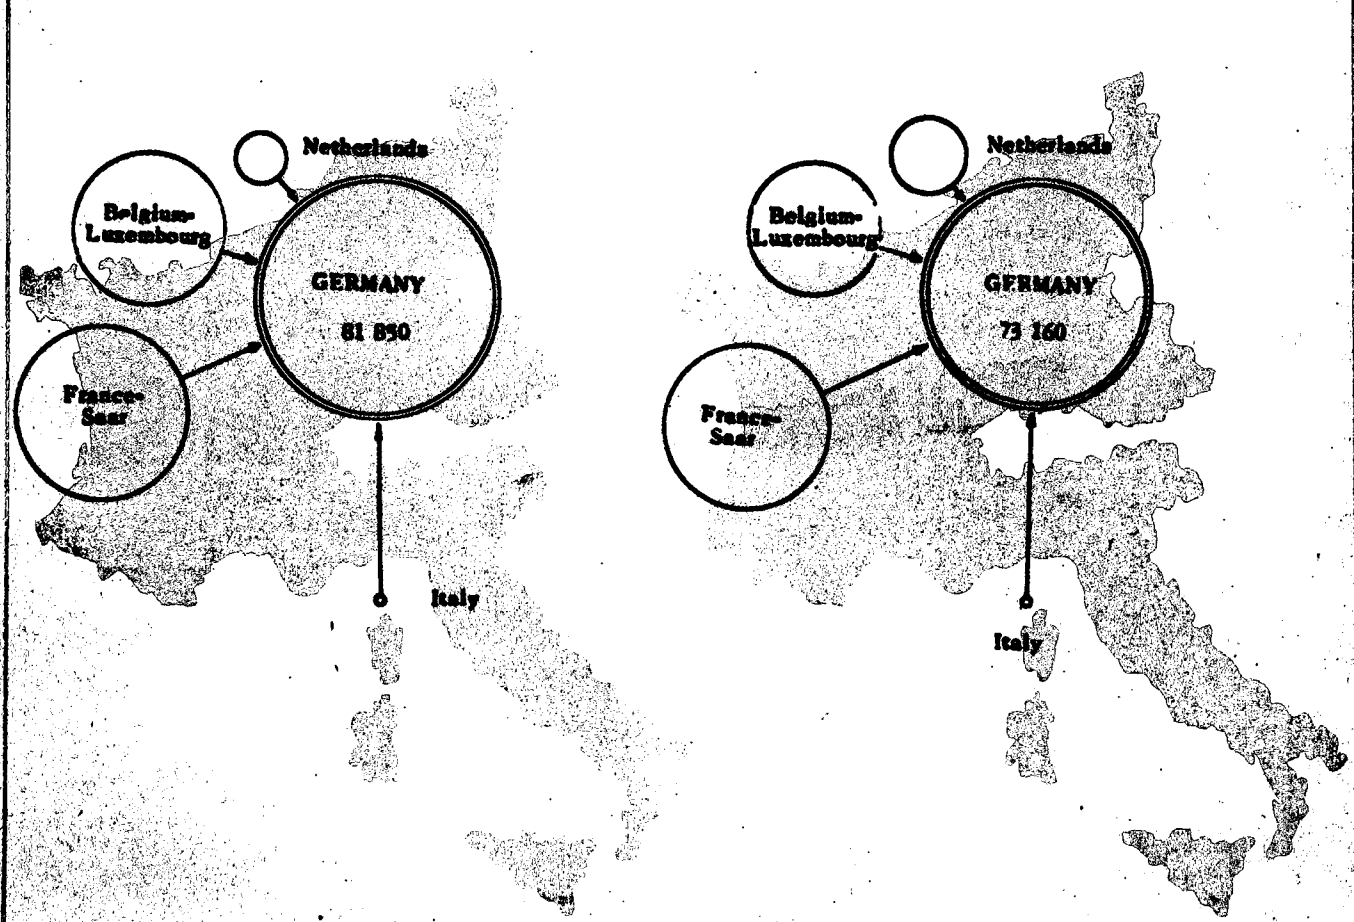 Netherlands
Belgium-
Luxembourg
GERMANY
81 850
France-
Saar
Italy
Netherlands
Belgium-
Luxembourg
GERMANY
73 160
France-
Saar
Italy